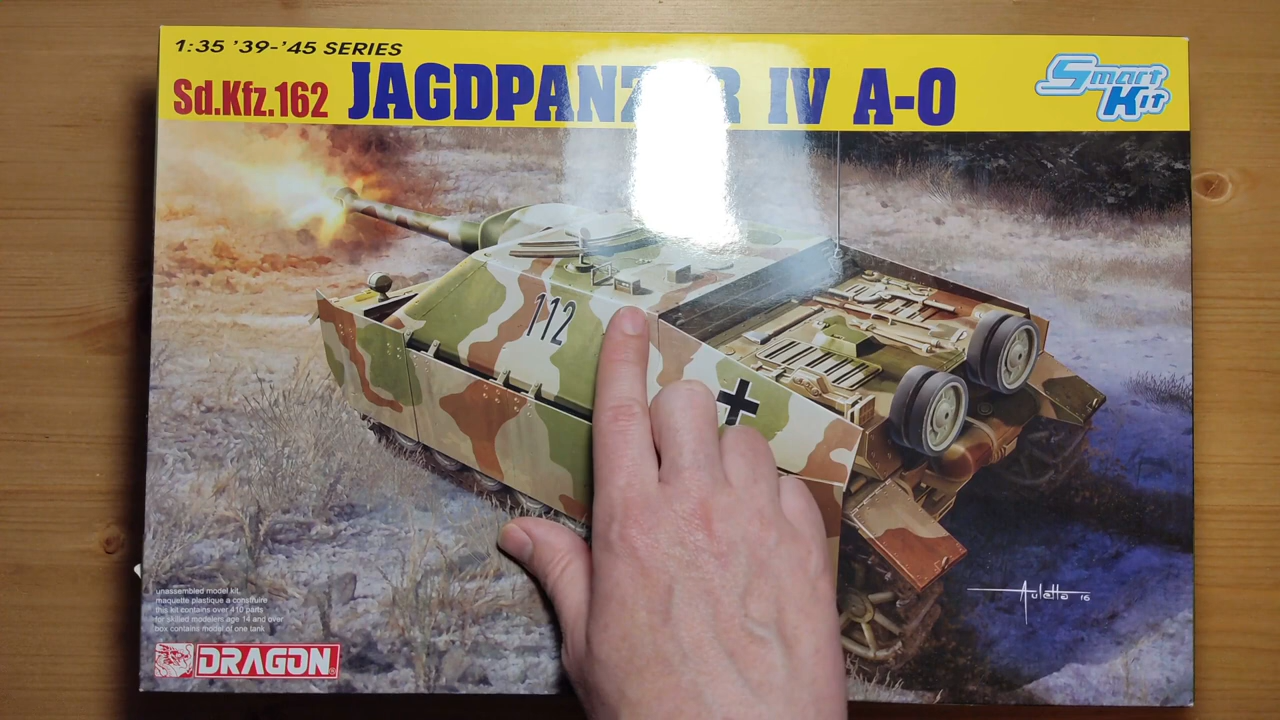 1:35 '39-'45 SERIES
Sd.Kfz.162 JAGDPANZER IV A-0
Smart Kit
112
unassembled model kit
maquette plastique a construire
this kit contains over 410 parts
for skilled modelers age 14 and over
box contains model of one tank
DRAGON
Auletta 16